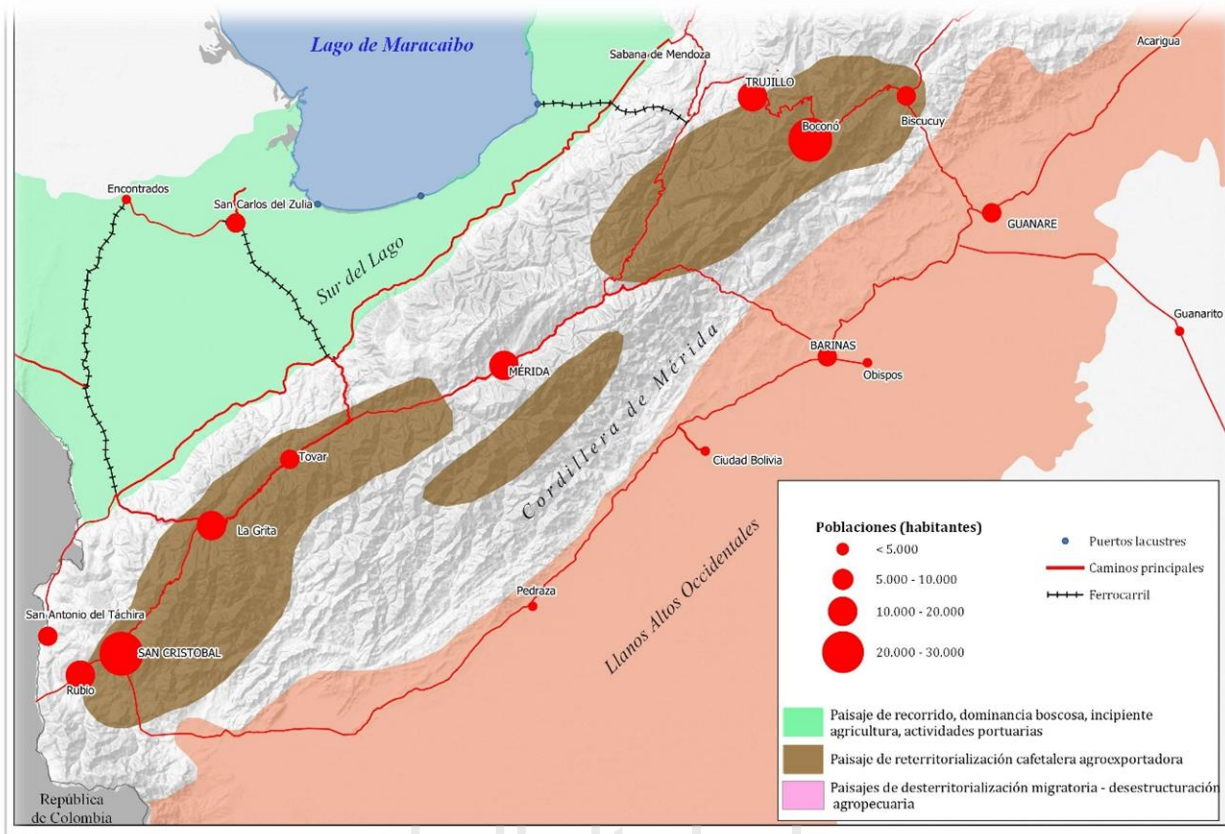 Lago de Maracaibo
Sabana de Mendoza
Acarigua
TRUJILLO
Boconó
Biscucuy
Encontrados
San Carlos del Zulia
GUANARE
Sur del Lago
Guanarito
MÉRIDA
BARINAS
Obispos
Cordillera de Mérida
Tovar
Ciudad Bolivia
La Grita
Llanos Altos Occidentales
Pedraza
San Antonio del Táchira
SAN CRISTOBAL
Rubio
República
de Colombia
Poblaciones (habitantes)
< 5.000
5.000 - 10.000
10.000 - 20.000
20.000 - 30.000
Puertos lacustres
Caminos principales
Ferrocarril
Paisaje de recorrido, dominancia boscosa, incipiente
agricultura, actividades portuarias
Paisaje de reterritorialización cafetalera agroexportadora
Paisajes de desterritorialización migratoria - desestructuración
agropecuaria